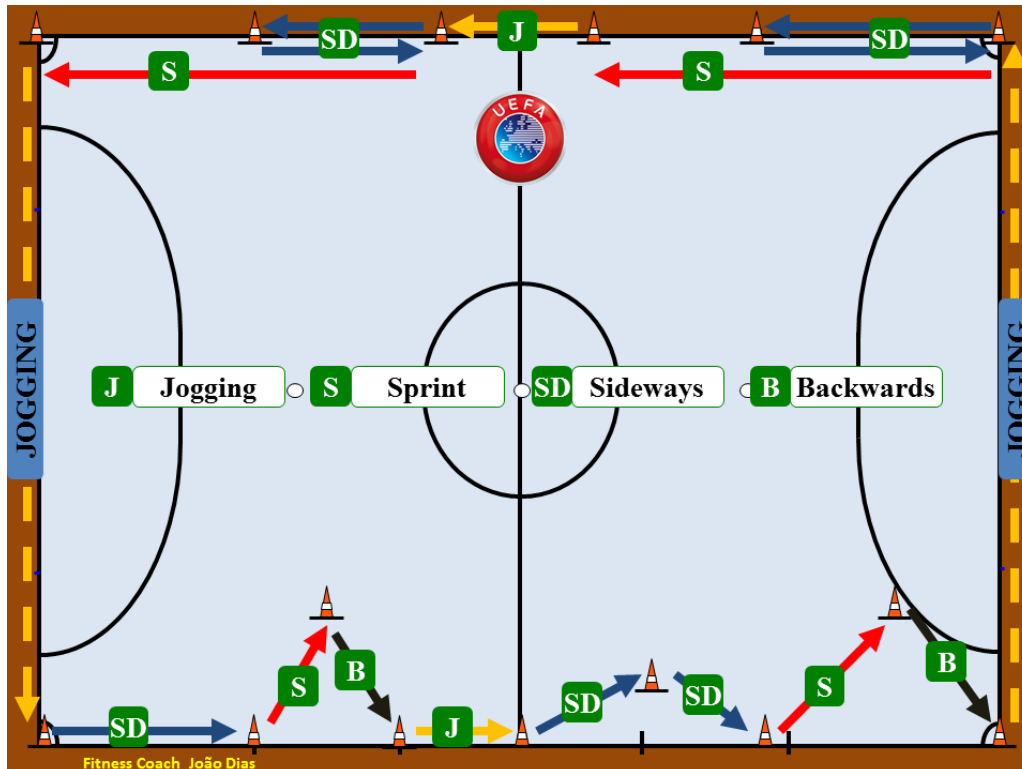 SD
J
SD
S
S
UEFA
JOGGING
J Jogging
S Sprint
SD Sideways
B Backwards
JOGGING
S
B
SD
J
SD
SD
S
B
Fitness Coach João Dias